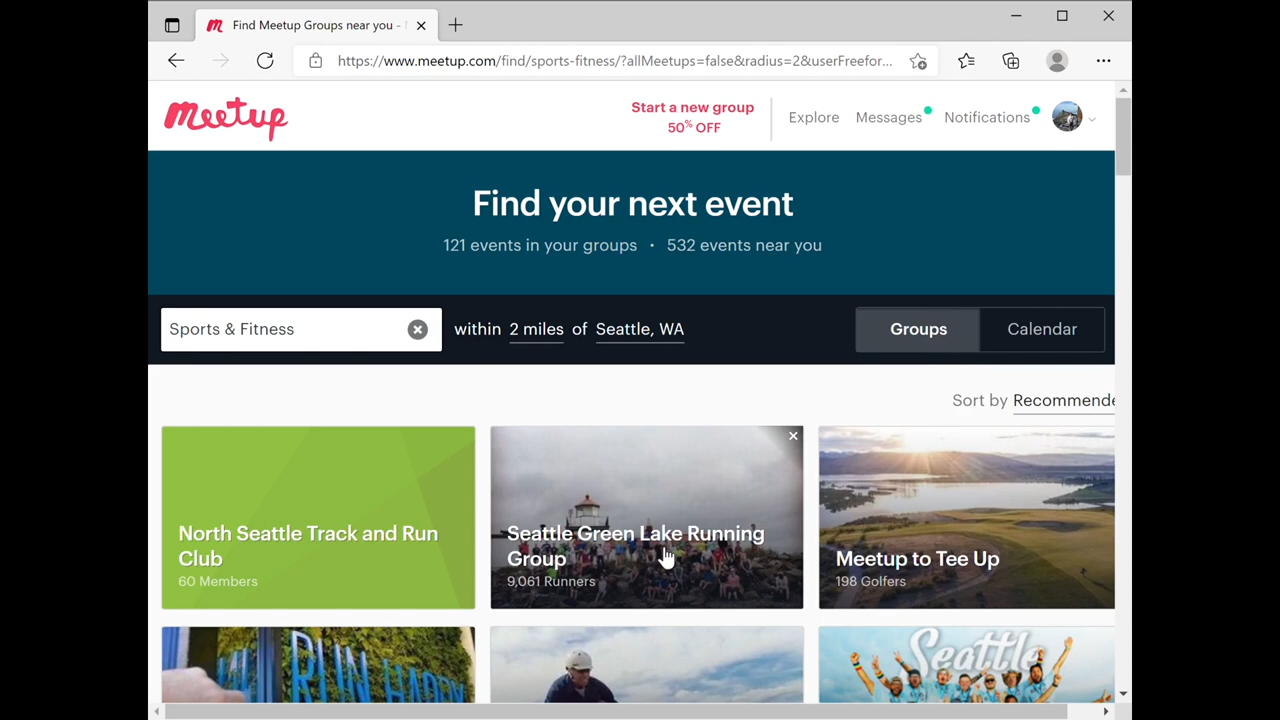 Find Meetup Groups near you -
https://www.meetup.com/find/sports-fitness/?allMeetups=false&radius=2&userFreefor...
meetup
Start a new group
50% OFF
Explore
Messages
Notifications
Find your next event
121 events in your groups • 532 events near you
Sports & Fitness
within 2 miles of Seattle, WA
Groups
Calendar
Sort by Recommende
North Seattle Track and Run
Club
60 Members
Seattle Green Lake Running
Group
9,061 Runners
Meetup to Tee Up
198 Golfers
RUN HAPPY
Seattle